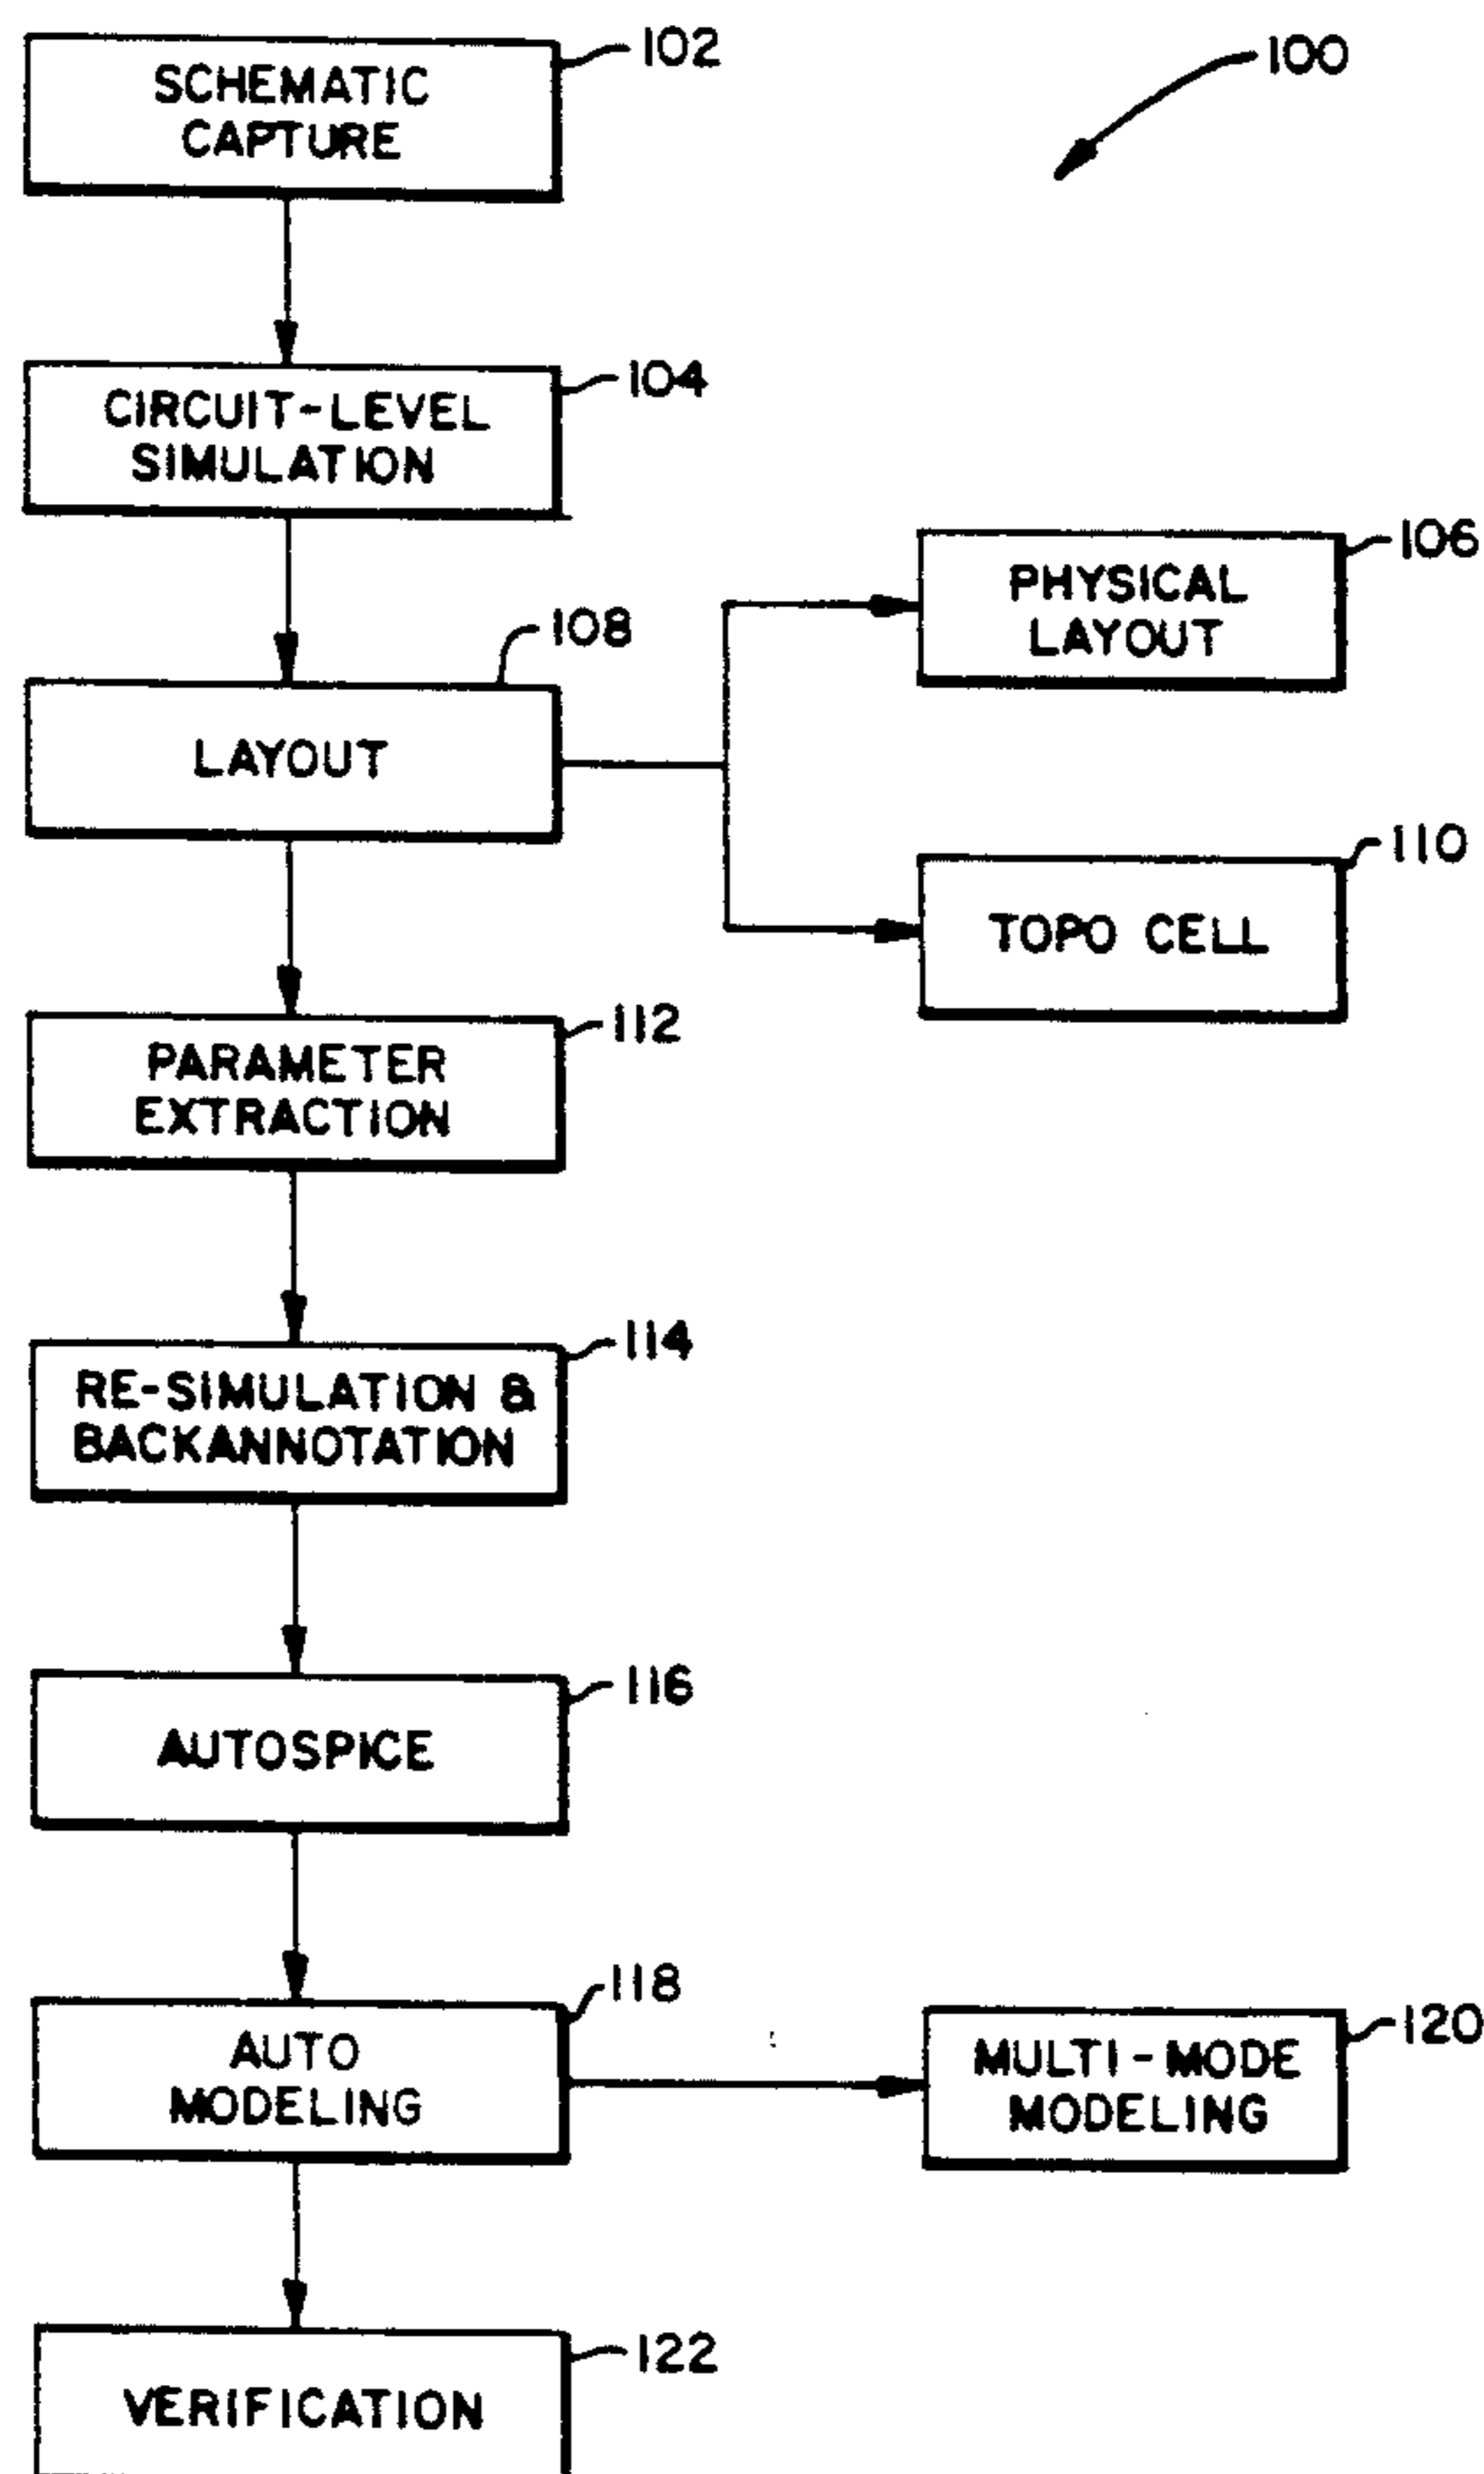 102
SCHEMATIC
CAPTURE
100
104
CIRCUIT-LEVEL
SIMULATION
106
PHYSICAL
LAYOUT
108
LAYOUT
110
TOPO CELL
112
PARAMETER
EXTRACTION
114
RE-SIMULATION &
BACKANNOTATION
116
AUTOSPICE
118
AUTO
MODELING
120
MULTI-MODE
MODELING
122
VERIFICATION